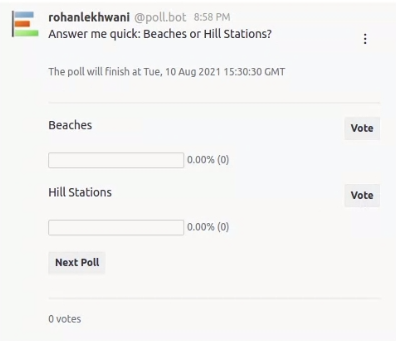 rohanlekhwani @poll.bot 8:58 PM
Answer me quick: Beaches or Hill Stations?
The poll will finish at Tue, 10 Aug 2021 15:30:30 GMT
Beaches
Vote
0.00% (0)
Hill Stations
Vote
0.00% (0)
Next Poll
0 votes